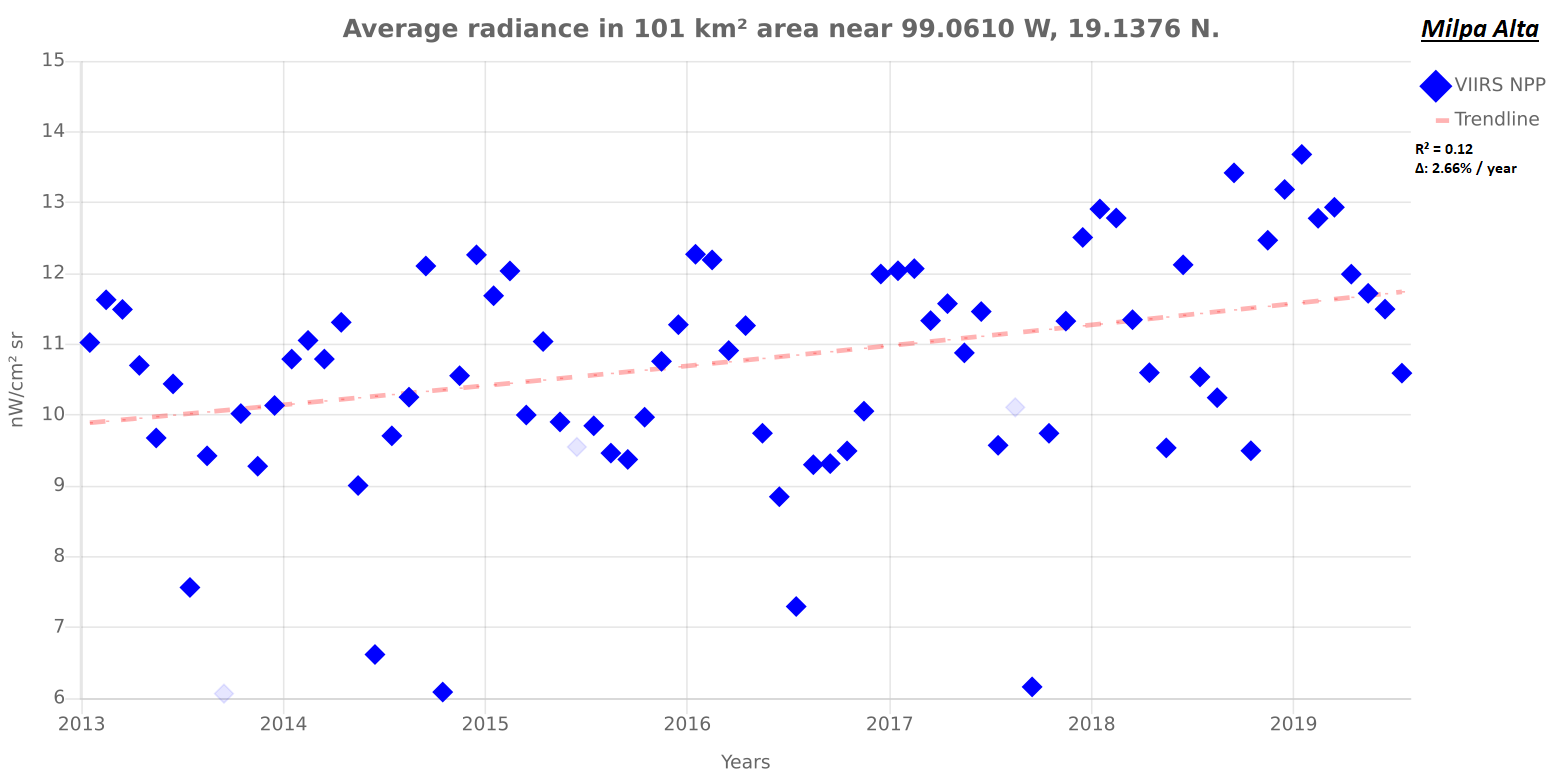 Average radiance in 101 km² area near 99.0610 W, 19.1376 N.
Milpa Alta
VIIRS NPP
Trendline
R² = 0.12
Δ: 2.66% / year
nW/cm² sr
15
14
13
12
11
10
9
8
7
6
2013 2014 2015 2016 2017 2018 2019
Years